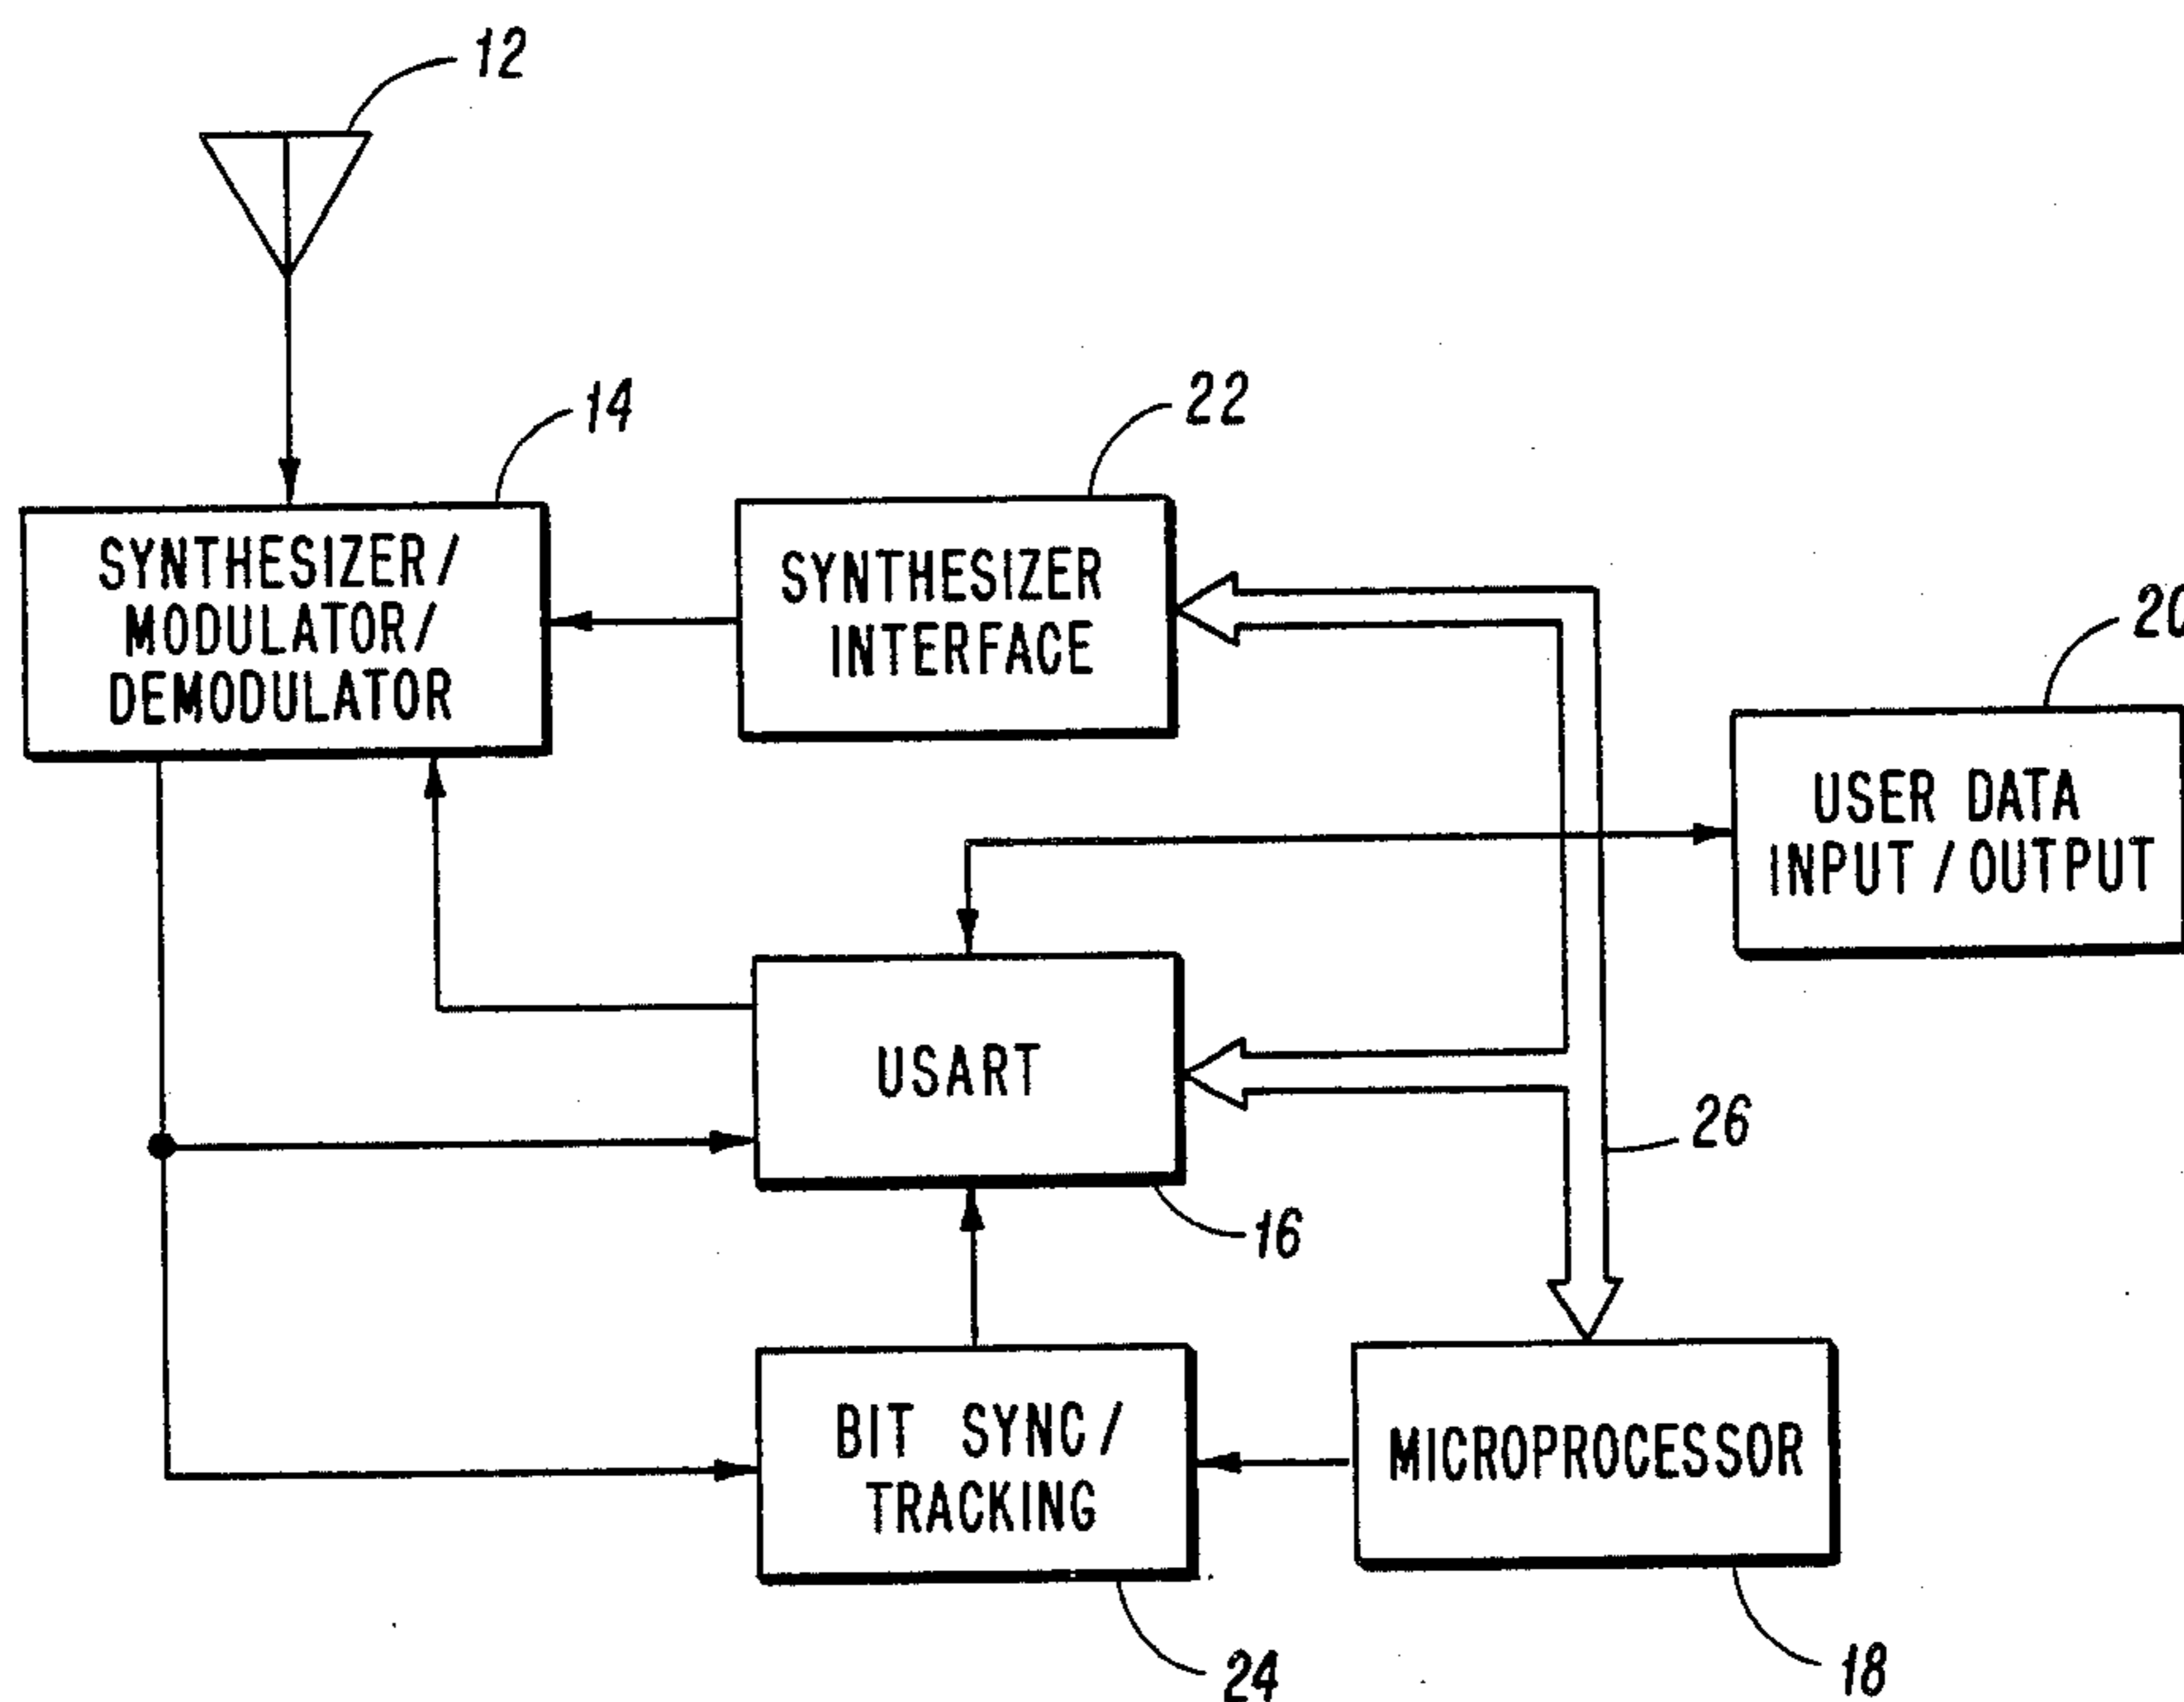 12
14
22
SYNTHESIZER/
MODULATOR/
DEMODULATOR
SYNTHESIZER
INTERFACE
20
USER DATA
INPUT/OUTPUT
USART
26
16
BIT SYNC/
TRACKING
MICROPROCESSOR
24
18